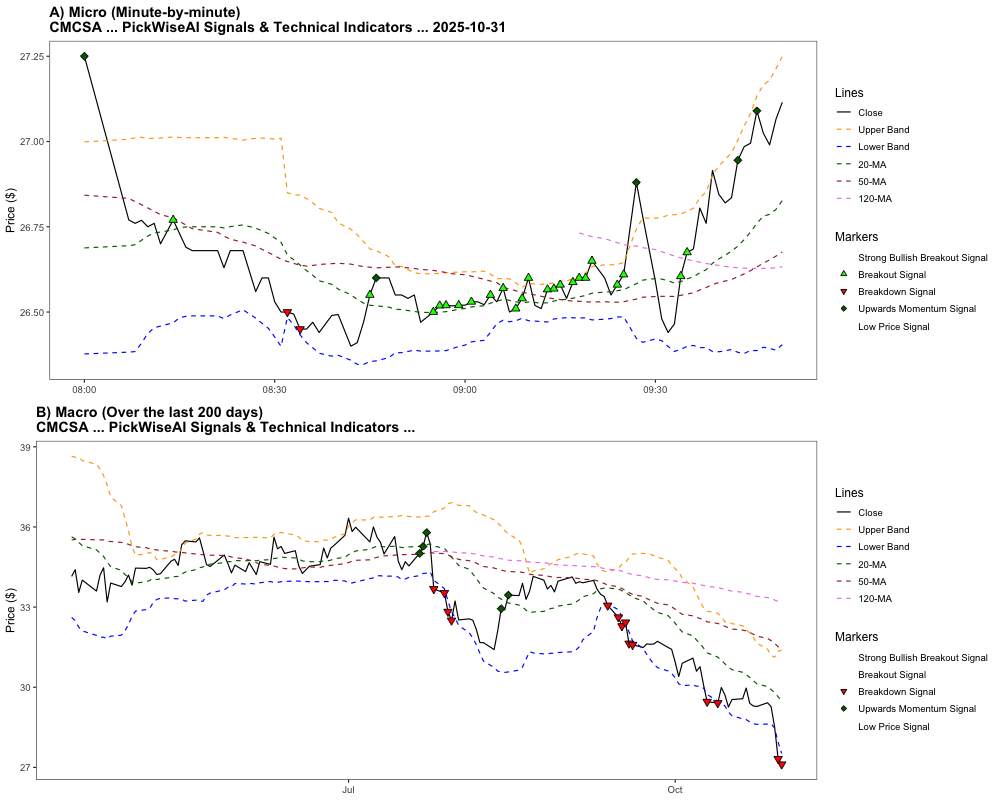 A) Micro (Minute-by-minute)
CMCSA ... PickWiseAI Signals & Technical Indicators ... 2025-10-31
Price ($)
27.25
27.00
26.75
26.50
08:00
08:30
09:00
09:30
Lines
Close
Upper Band
Lower Band
20-MA
50-MA
120-MA
Markers
Strong Bullish Breakout Signal
Breakout Signal
Breakdown Signal
Upwards Momentum Signal
Low Price Signal
B) Macro (Over the last 200 days)
CMCSA ... PickWiseAI Signals & Technical Indicators ...
Price ($)
39
36
33
30
27
Jul
Oct
Lines
Close
Upper Band
Lower Band
20-MA
50-MA
120-MA
Markers
Strong Bullish Breakout Signal
Breakout Signal
Breakdown Signal
Upwards Momentum Signal
Low Price Signal